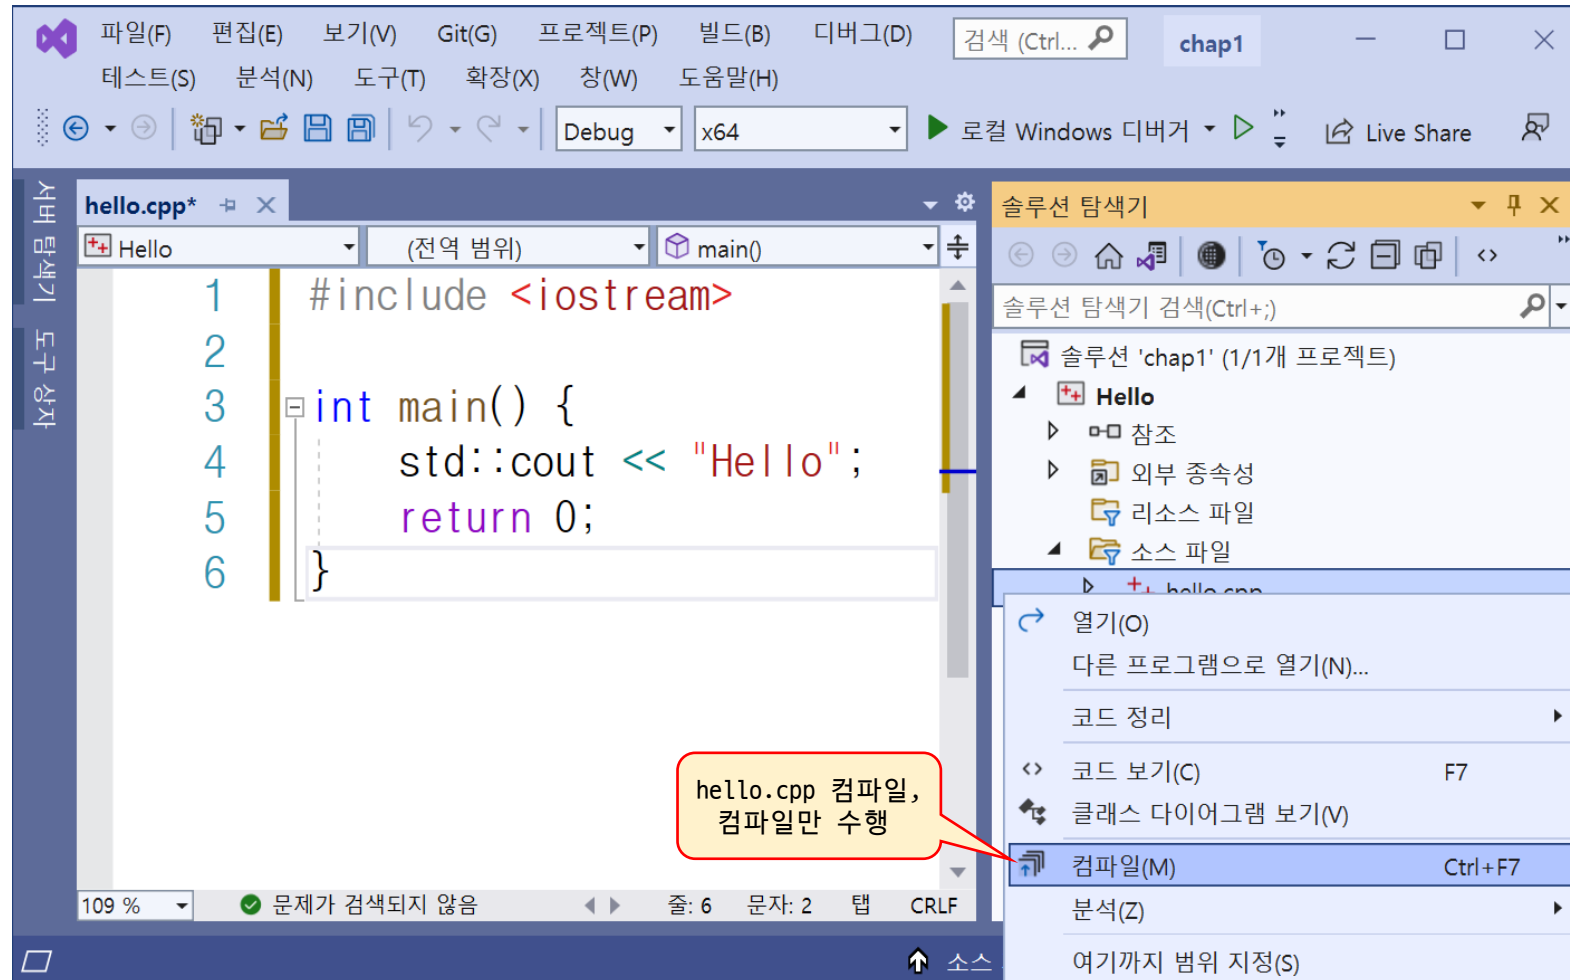 파일(F) 편집(E) 보기(V) Git(G) 프로젝트(P) 빌드(B) 디버그(D) 검색 (Ctrl... chap1
테스트(S) 분석(N) 도구(T) 확장(X) 창(W) 도움말(H)
Debug x64 로컬 Windows 디버거 Live Share
서버 탐색기
도구 상자
hello.cpp*
Hello (전역 범위) main()
1 #include <iostream>
2
3 int main() {
4 std::cout << "Hello";
5 return 0;
6 }
hello.cpp 컴파일,
컴파일만 수행
109 % 문제가 검색되지 않음 줄: 6 문자: 2 탭 CRLF
소스
솔루션 탐색기
솔루션 탐색기 검색(Ctrl+;)
솔루션 'chap1' (1/1개 프로젝트)
Hello
참조
외부 종속성
리소스 파일
소스 파일
hello.cpp
열기(O)
다른 프로그램으로 열기(N)...
코드 정리
코드 보기(C) F7
클래스 다이어그램 보기(V)
컴파일(M) Ctrl+F7
분석(Z)
여기까지 범위 지정(S)